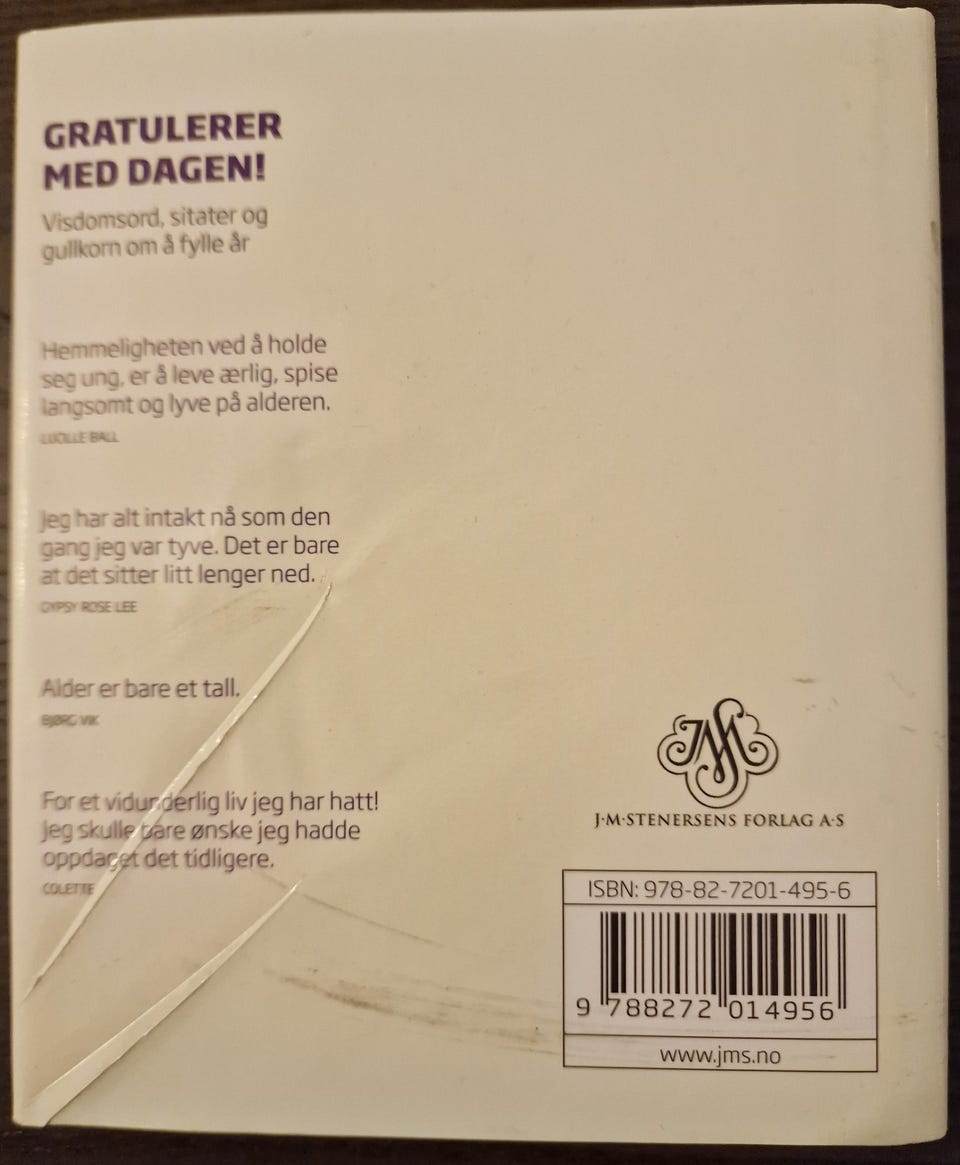 GRATULERER
MED DAGEN!
Visdomsord, sitater og
gullkorn om å fylle år
Hemmeligheten ved å holde
seg ung, er å leve ærlig, spise
langsomt og lyve på alderen.
LUCILLE BALL
Jeg har alt intakt nå som den
gang jeg var tyve. Det er bare
at det sitter litt lenger ned.
GYPSY ROSE LEE
Alder er bare et tall.
BJØRG VIK
For et vidunderlig liv jeg har hatt!
Jeg skulle bare ønske jeg hadde
oppdaget det tidligere.
COLETTE
JMS
J·M·STENERSENS FORLAG A·S
ISBN: 978-82-7201-495-6
9 788272 014956
www.jms.no